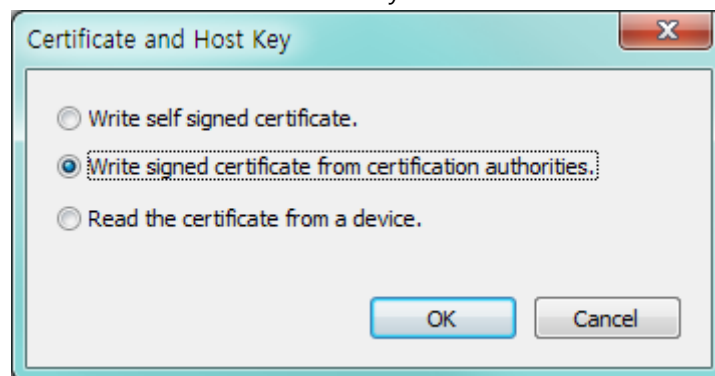 Certificate and Host Key
Write self signed certificate.
Write signed certificate from certification authorities.
Read the certificate from a device.
OK Cancel